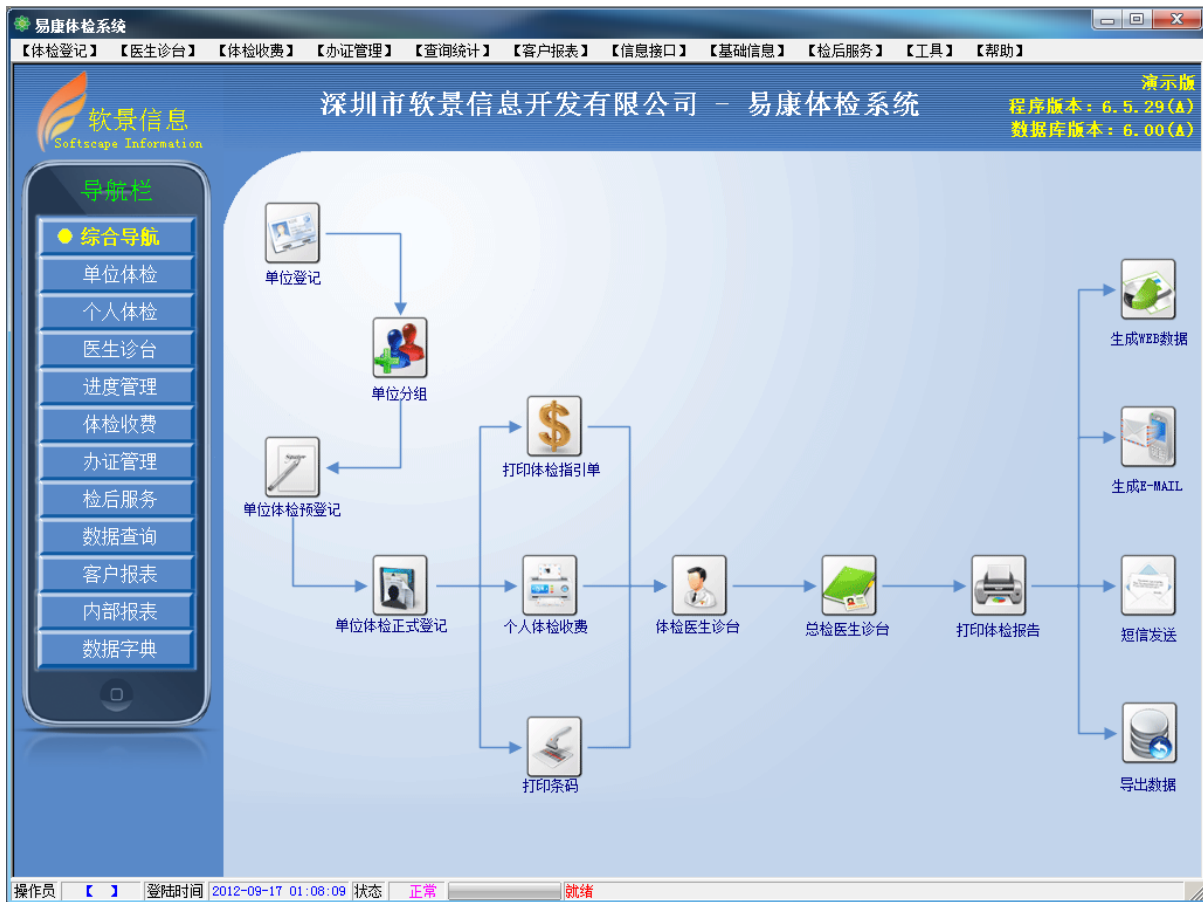 易康体检系统
【体检登记】 【医生诊台】 【体检收费】 【办证管理】 【查询统计】 【客户报表】 【信息接口】 【基础信息】 【检后服务】 【工具】 【帮助】
软景信息
Softscape Information
深圳市软景信息开发有限公司 - 易康体检系统
演示版
程序版本：6.5.29(A)
数据库版本：6.00(A)
导航栏
综合导航
单位体检
个人体检
医生诊台
进度管理
体检收费
办证管理
检后服务
数据查询
客户报表
内部报表
数据字典
单位登记
单位分组
单位体检预登记
单位体检正式登记
打印体检指引单
个人体检收费
打印条码
体检医生诊台
总检医生诊台
打印体检报告
生成WEB数据
生成E-MAIL
短信发送
导出数据
操作员 【 】 登陆时间 2012-09-17 01:08:09 状态 正常 就绪